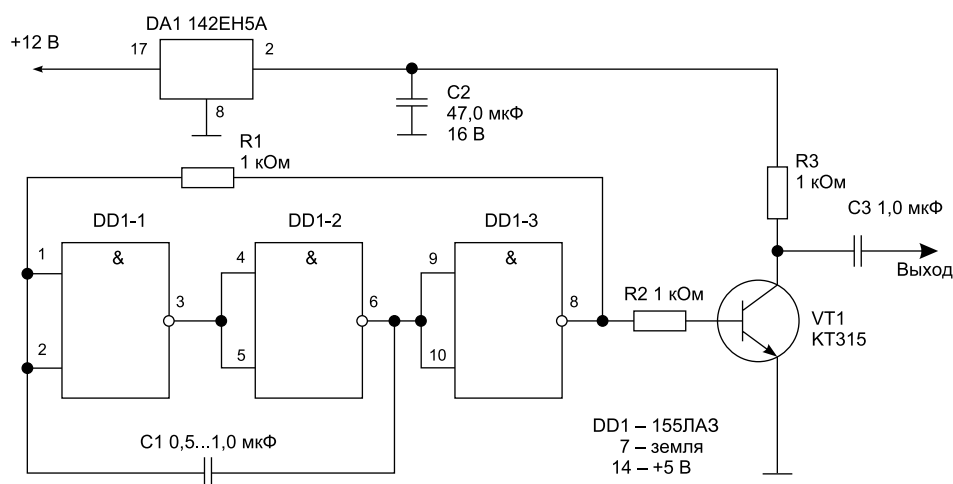 DA1 142ЕН5А
+12 В
17
2
8
C2
47,0 мкФ
16 В
R1
1 кОм
R3
1 кОм
C3 1,0 мкФ
Выход
DD1-1
DD1-2
DD1-3
1
&
3
2
4
&
6
5
9
&
8
10
R2 1 кОм
VT1
КТ315
C1 0,5...1,0 мкФ
DD1 – 155ЛА3
7 – земля
14 – +5 В